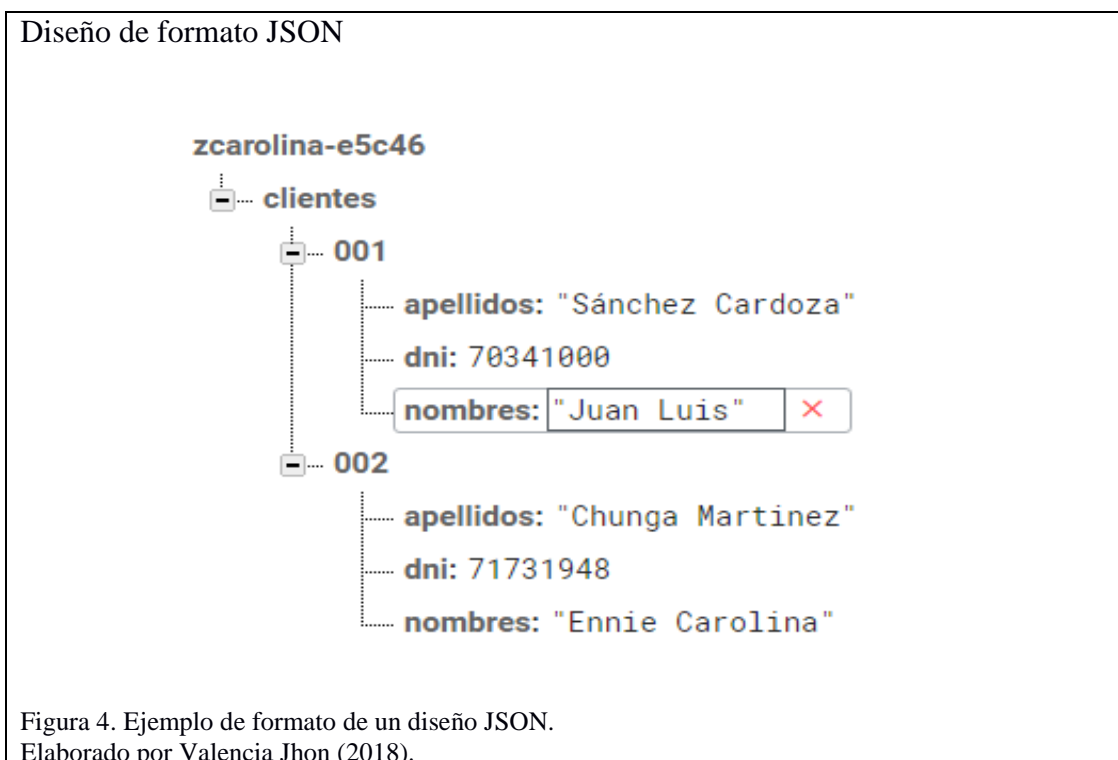 Diseño de formato JSON
zcarolina-e5c46
clientes
001
apellidos: "Sánchez Cardoza"
dni: 70341000
nombres: "Juan Luis" ×
002
apellidos: "Chunga Martinez"
dni: 71731948
nombres: "Ennie Carolina"
Figura 4. Ejemplo de formato de un diseño JSON.
Elaborado por Valencia Jhon (2018).